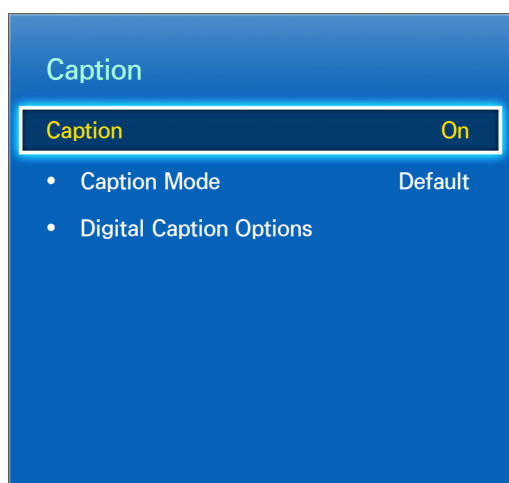 Caption
Caption On
• Caption Mode Default
• Digital Caption Options